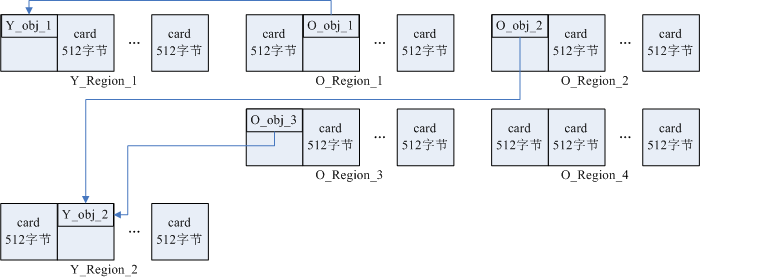 Y_obj_1
card
512字节
...
card
512字节
Y_Region_1
card
512字节
O_obj_1
...
card
512字节
O_Region_1
O_obj_2
card
512字节
...
card
512字节
O_Region_2
O_obj_3
card
512字节
...
card
512字节
O_Region_3
card
512字节
card
512字节
...
card
512字节
O_Region_4
card
512字节
Y_obj_2
...
card
512字节
Y_Region_2